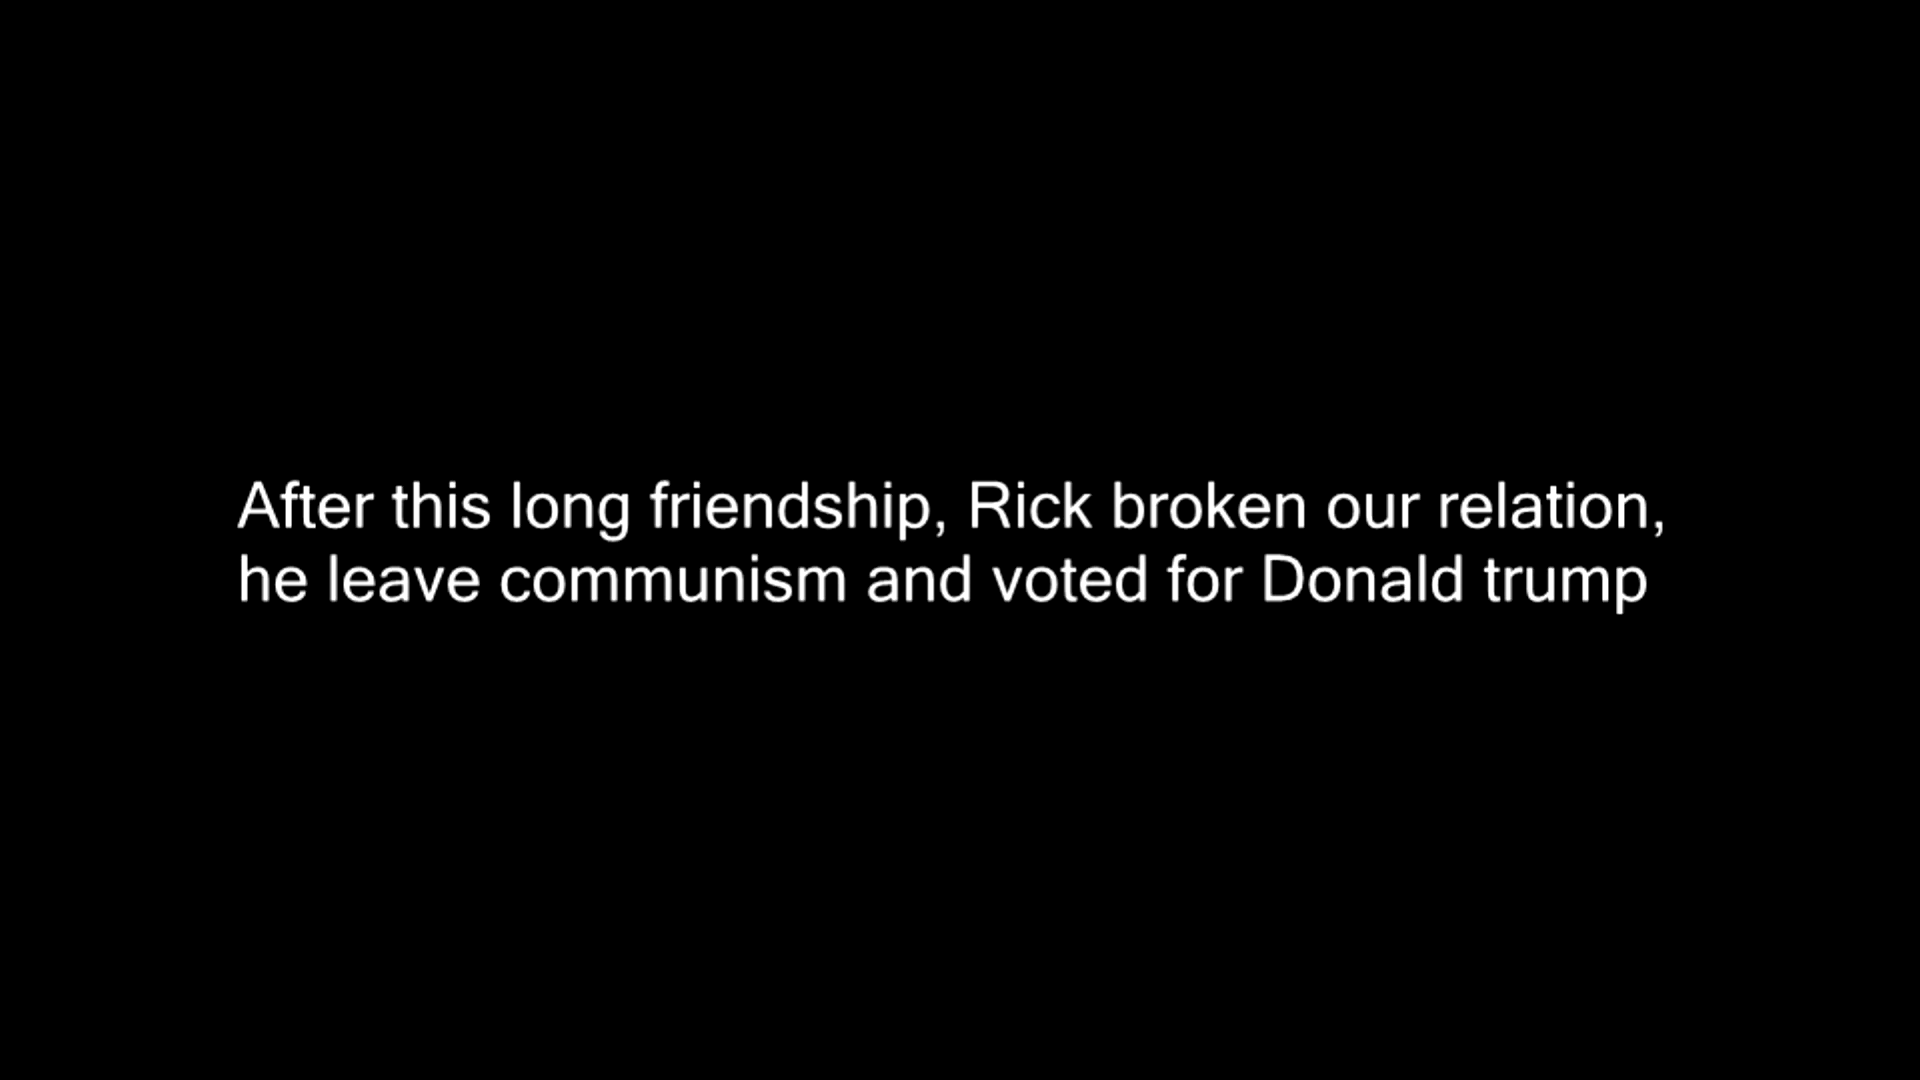 After this long friendship, Rick broken our relation,
he leave communism and voted for Donald trump